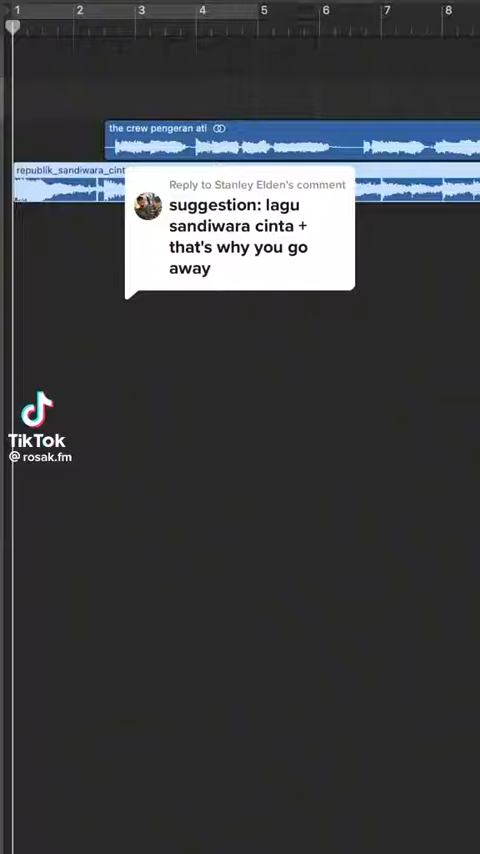 1 2 3 4 5 6 7 8
the crew pengeran ati
republik_sandiwara_cint
Reply to Stanley Elden's comment
suggestion: lagu
sandiwara cinta +
that's why you go
away
TikTok
@ rosak.fm